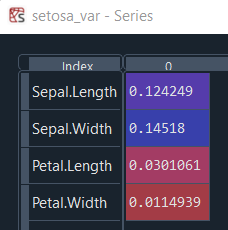 setosa_var - Series
Index 0
Sepal.Length 0.124249
Sepal.Width 0.14518
Petal.Length 0.0301061
Petal.Width 0.0114939